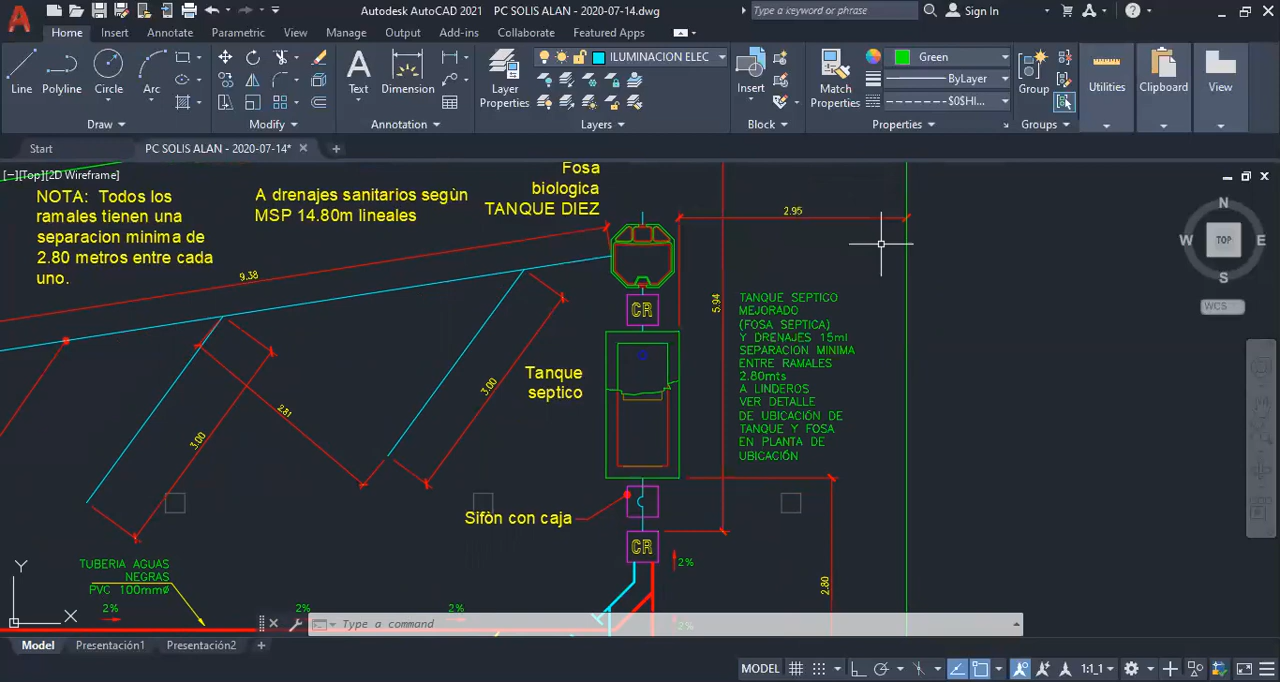 Autodesk AutoCAD 2021
PC SOLIS ALAN - 2020-07-14.dwg
Type a keyword or phrase
Sign In
Home
Insert
Annotate
Parametric
View
Manage
Output
Add-ins
Collaborate
Featured Apps
Line
Polyline
Circle
Arc
Text
Dimension
Layer
Properties
ILUMINACION ELEC
Insert
Match
Properties
Green
ByLayer
$0$HI...
Group
Utilities
Clipboard
View
Draw
Modify
Annotation
Layers
Block
Properties
Groups
Start
PC SOLIS ALAN - 2020-07-14*
[−][Top][2D Wireframe]
NOTA: Todos los
ramales tienen una
separacion minima de
2.80 metros entre cada
uno.
A drenajes sanitarios segùn
MSP 14.80m lineales
Fosa
biologica
TANQUE DIEZ
2.95
9.38
5.94
3.00
2.81
3.00
CR
Tanque
septico
TANQUE SEPTICO
MEJORADO
(FOSA SEPTICA)
Y DRENAJES 15ml
SEPARACION MINIMA
ENTRE RAMALES
2.80mts
A LINDEROS
VER DETALLE
DE UBICACIÓN DE
TANQUE Y FOSA
EN PLANTA DE
UBICACIÓN
Sifòn con caja
CR
2%
2.80
TUBERIA AGUAS
NEGRAS
PVC 100mmø
2%
2%
2%
2%
N
W
TOP
E
S
WCS
Y
X
Type a command
Model
Presentación1
Presentación2
MODEL
1:1